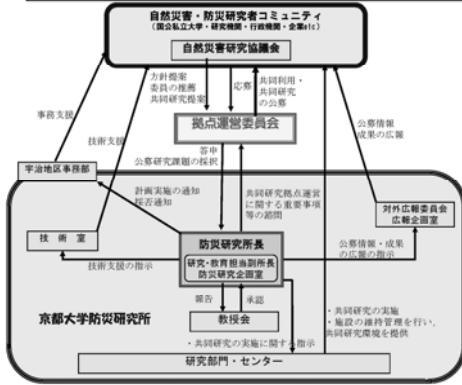 自然災害・防災研究者コミュニティ
（国公私立大学・研究機関・行政機関・企業etc）
自然災害研究協議会
方針提案
委員の推薦
共同研究提案
応募
共同利用・
共同研究
の公募
事務支援
技術支援
拠点運営委員会
公募情報
成果の広報
答申
公募研究課題の採択
宇治地区事務部
計画実施の通知
採否通知
共同研究拠点運営
に関する重要事項
等の諮問
対外広報委員会
広報企画室
技 術 室
防災研究所長
研究・教育担当副所長
防災研究企画室
技術支援の指示
公募情報・成果
の広報の指示
報告
承認
京都大学防災研究所
教授会
・共同研究の実施
・施設の維持管理を行い、
共同研究環境を提供
・共同研究の実施に関する指示
研究部門・センター